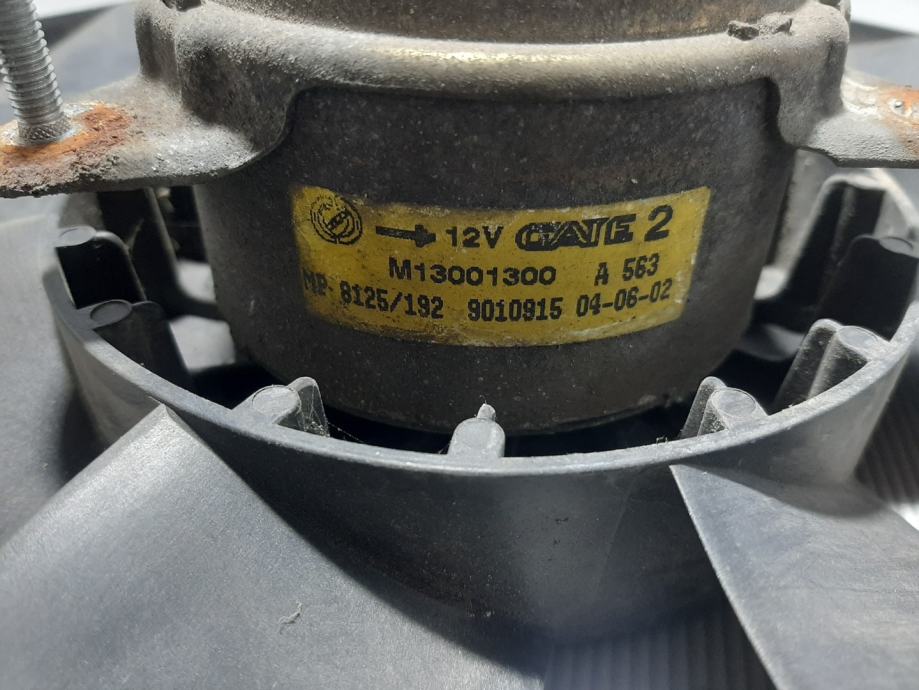 12V GATE 2
M13001300 A 563
MP 8125/192 9010915 04-06-02